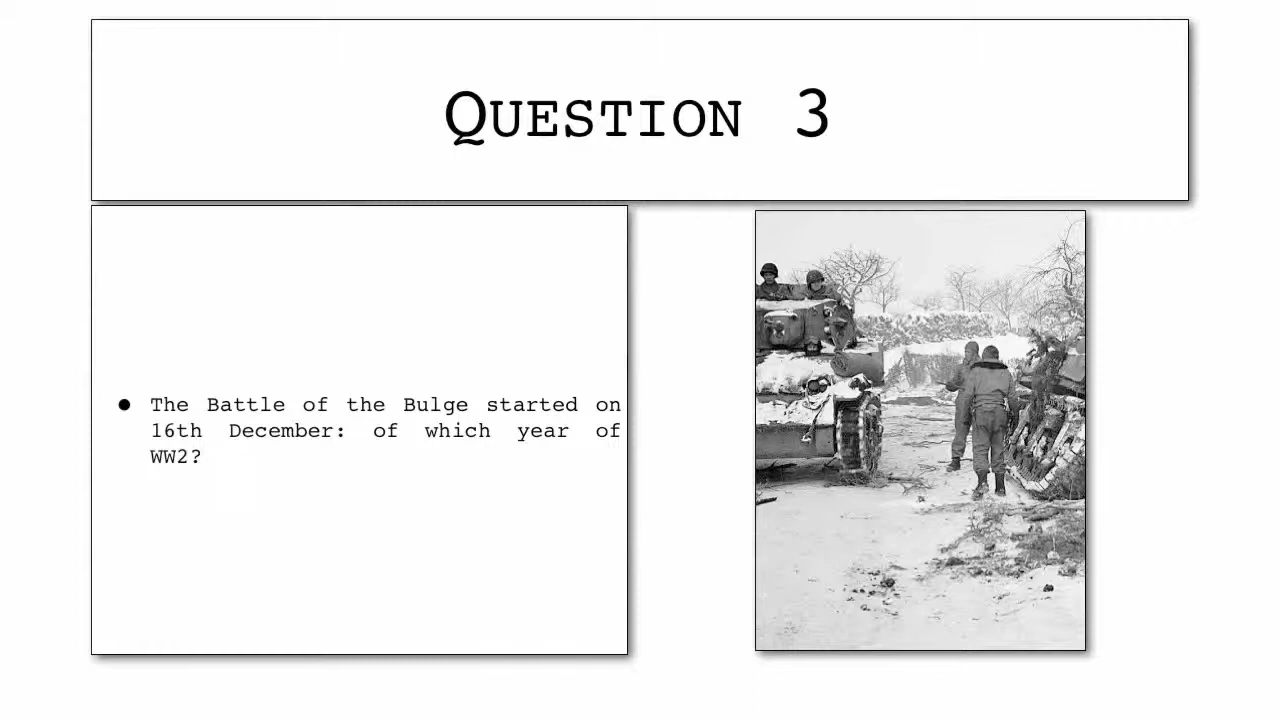 QUESTION 3
● The Battle of the Bulge started on
16th December: of which year of
WW2?